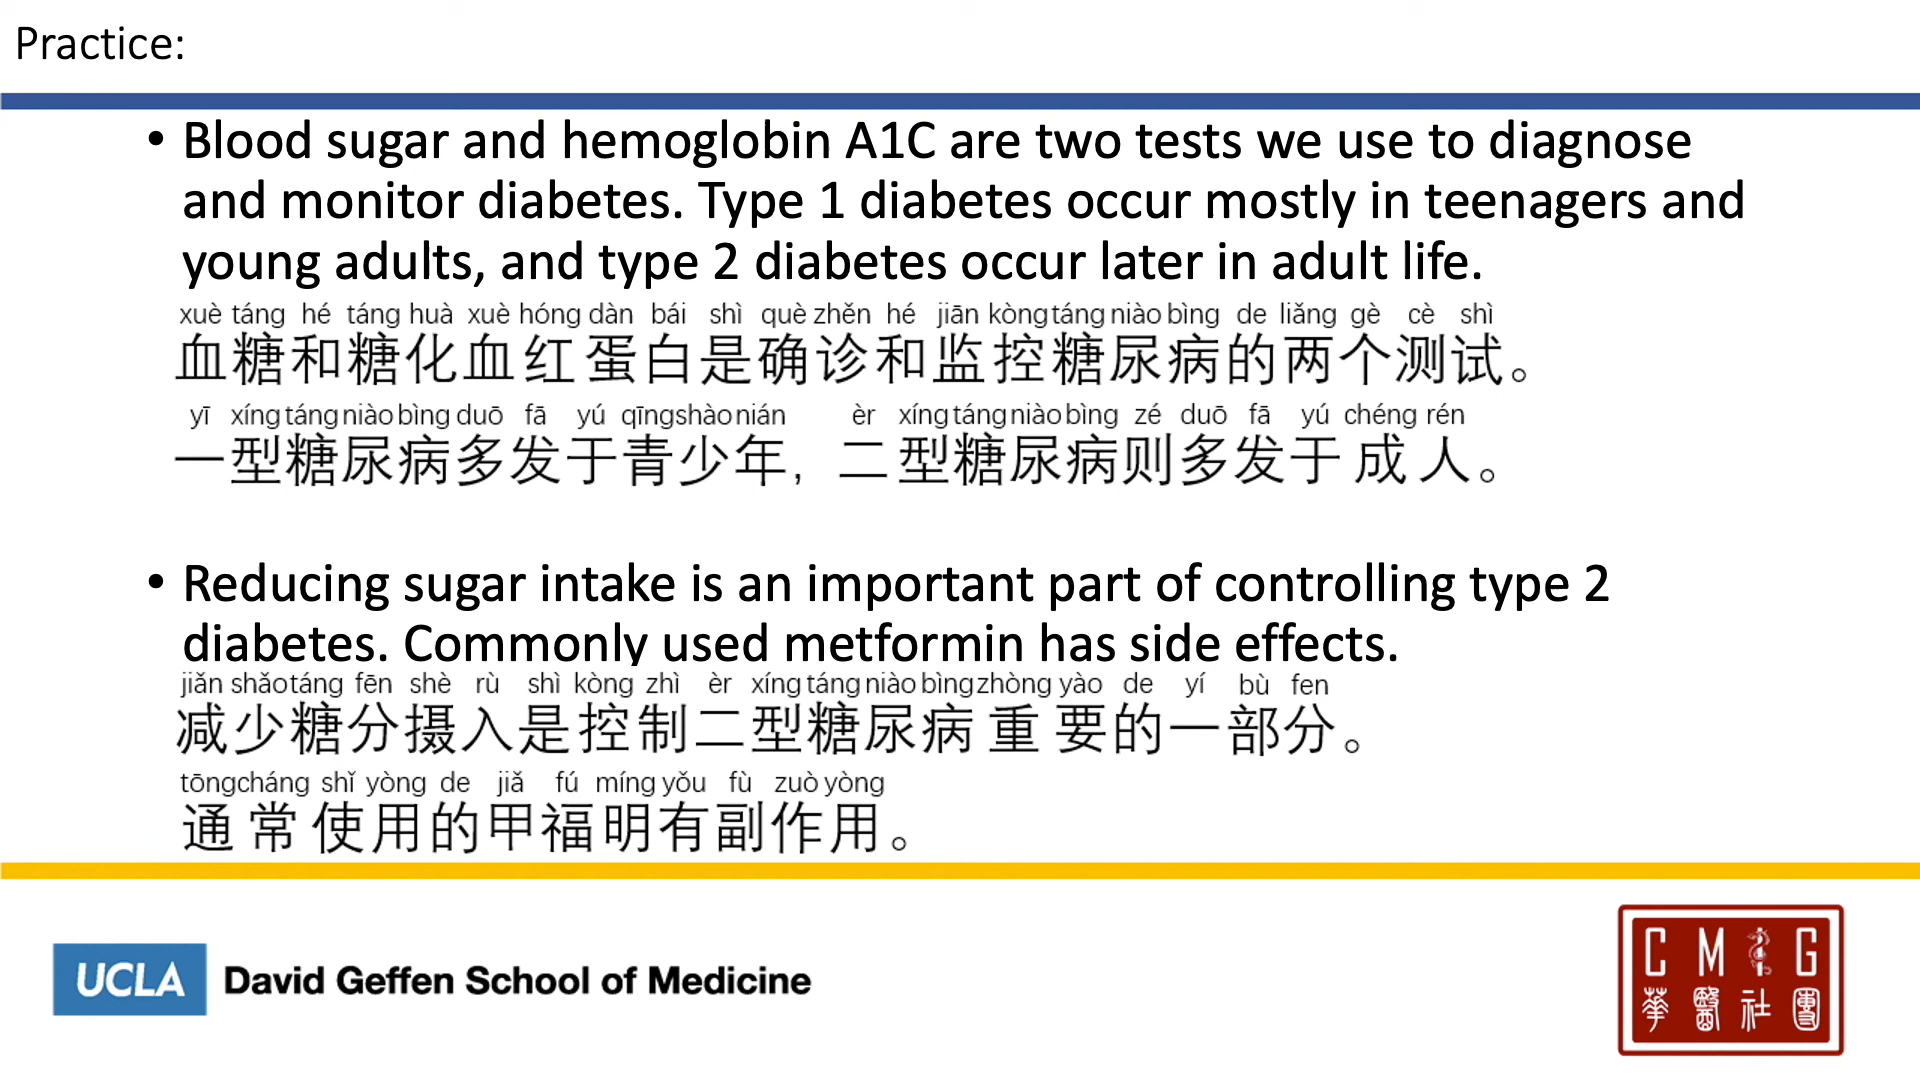 Practice:
• Blood sugar and hemoglobin A1C are two tests we use to diagnose
and monitor diabetes. Type 1 diabetes occur mostly in teenagers and
young adults, and type 2 diabetes occur later in adult life.
xuè táng hé táng huà xuè hóng dàn bái shì què zhěn hé jiān kòng táng niào bìng de liǎng gè cè shì
血糖和糖化血红蛋白是确诊和监控糖尿病的两个测试。
yī xíng táng niào bìng duō fā yú qīng shào nián èr xíng táng niào bìng zé duō fā yú chéng rén
一型糖尿病多发于青少年，二型糖尿病则多发于成人。
• Reducing sugar intake is an important part of controlling type 2
diabetes. Commonly used metformin has side effects.
jiǎn shǎo táng fēn shè rù shì kòng zhì èr xíng táng niào bìng zhòng yào de yí bù fen
减少糖分摄入是控制二型糖尿病重要的一部分。
tōng cháng shǐ yòng de jiǎ fú míng yǒu fù zuò yòng
通常使用的甲福明有副作用。
UCLA David Geffen School of Medicine
C M G
華醫社團